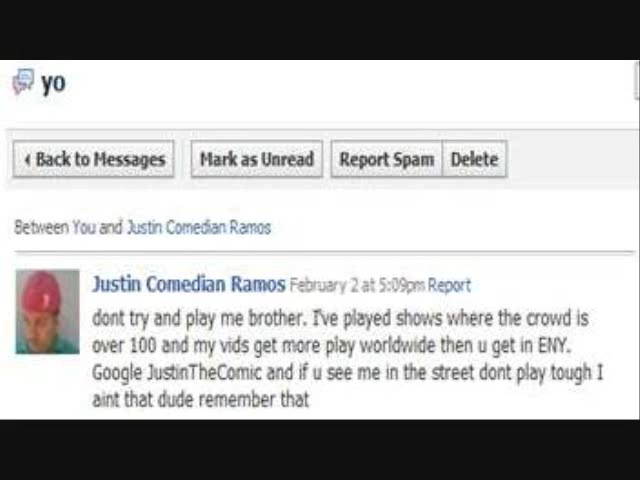 yo
Back to Messages Mark as Unread Report Spam Delete
Between You and Justin Comedian Ramos
Justin Comedian Ramos February 2 at 5:09pm Report
dont try and play me brother. I've played shows where the crowd is
over 100 and my vids get more play worldwide then u get in ENY.
Google JustinTheComic and if u see me in the street dont play tough I
aint that dude remember that